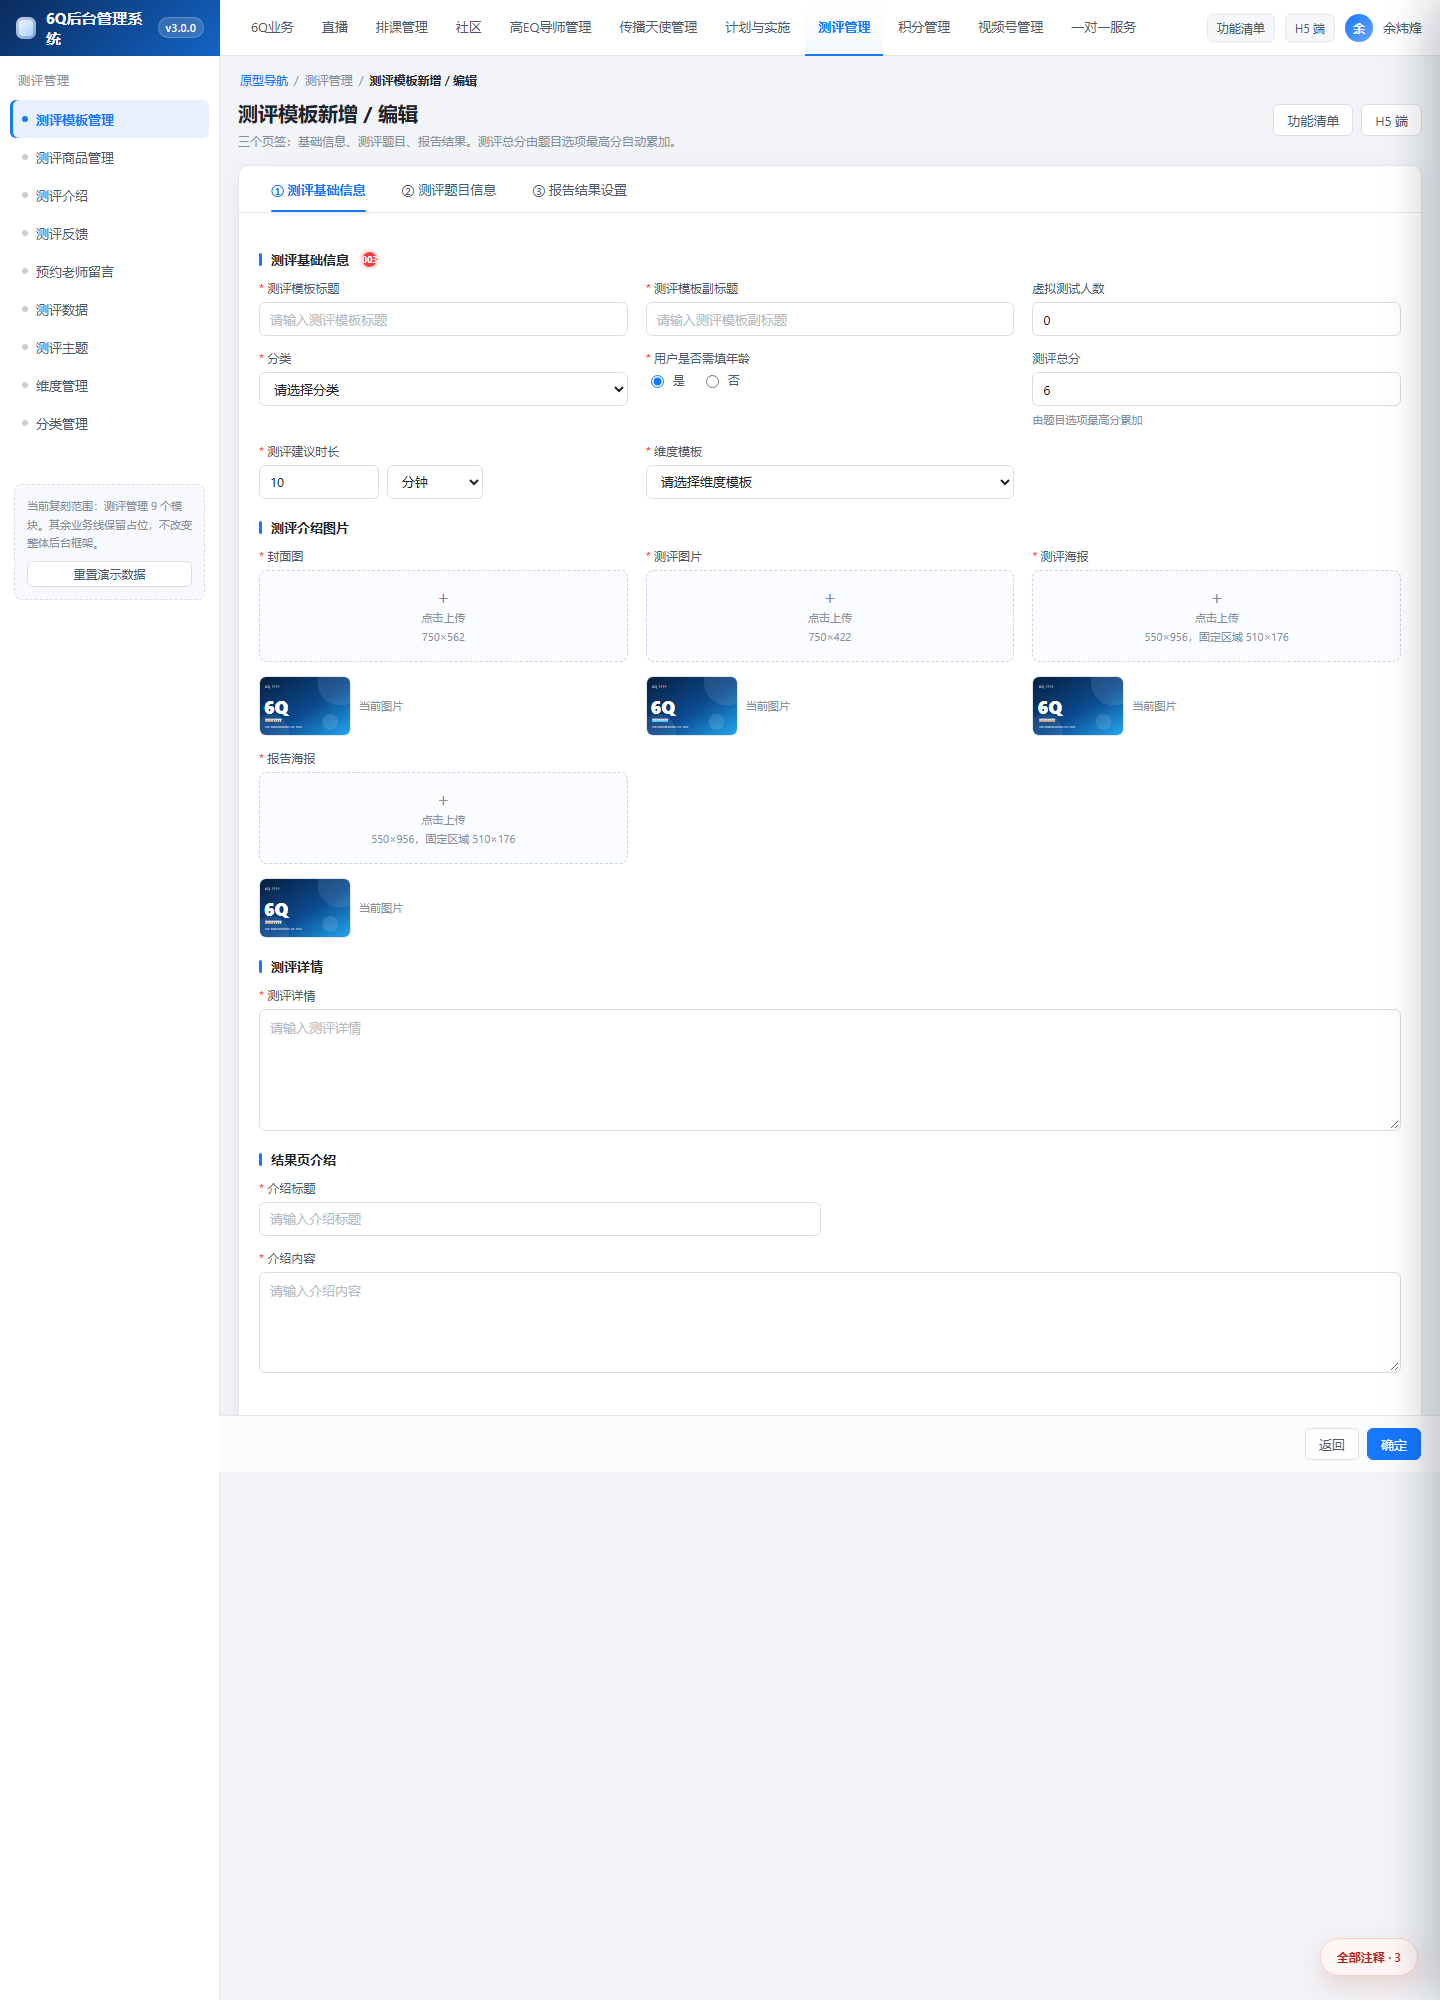 6Q后台管理系统
v3.0.0
6Q业务
直播
排课管理
社区
高EQ导师管理
传播天使管理
计划与实施
测评管理
积分管理
视频号管理
一对一服务
功能清单
H5 端
余
余炜烽
测评管理
测评模板管理
测评商品管理
测评介绍
测评反馈
预约老师留言
测评数据
测评主题
维度管理
分类管理
当前复刻范围：测评管理 9 个模
块。其余业务线保留占位，不改变
整体后台框架。
重置演示数据
原型导航 / 测评管理 / 测评模板新增 / 编辑
测评模板新增 / 编辑
三个页签：基础信息、测评题目、报告结果。测评总分由题目选项最高分自动累加。
功能清单
H5 端
① 测评基础信息
② 测评题目信息
③ 报告结果设置
测评基础信息
003
* 测评模板标题
请输入测评模板标题
* 测评模板副标题
请输入测评模板副标题
虚拟测试人数
0
* 分类
请选择分类
* 用户是否需填年龄
是
否
测评总分
6
由题目选项最高分累加
* 测评建议时长
10
分钟
* 维度模板
请选择维度模板
测评介绍图片
* 封面图
+
点击上传
750×562
6Q
当前图片
* 测评图片
+
点击上传
750×422
6Q
当前图片
* 测评海报
+
点击上传
550×956，固定区域 510×176
6Q
当前图片
* 报告海报
+
点击上传
550×956，固定区域 510×176
6Q
当前图片
测评详情
* 测评详情
请输入测评详情
结果页介绍
* 介绍标题
请输入介绍标题
* 介绍内容
请输入介绍内容
返回
确定
全部注释 · 3